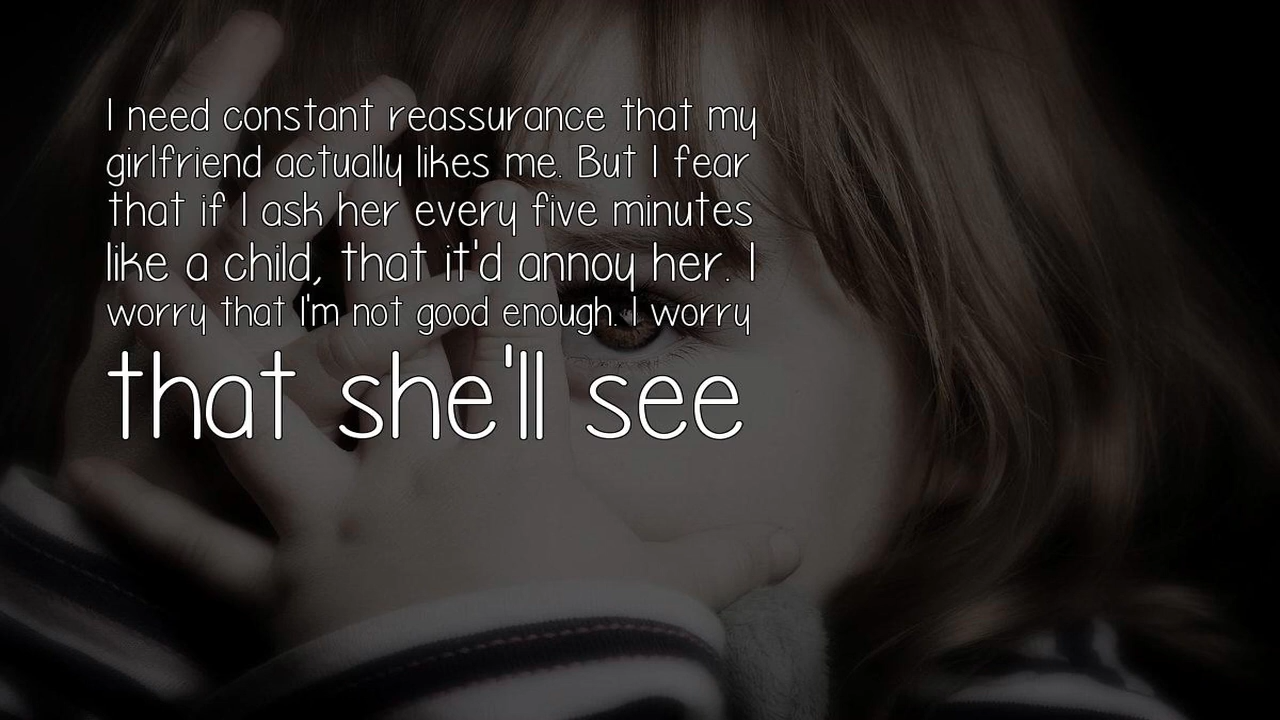 I need constant reassurance that my
girlfriend actually likes me. But I fear
that if I ask her every five minutes
like a child, that it'd annoy her. I
worry that I'm not good enough. I worry
that she'll see